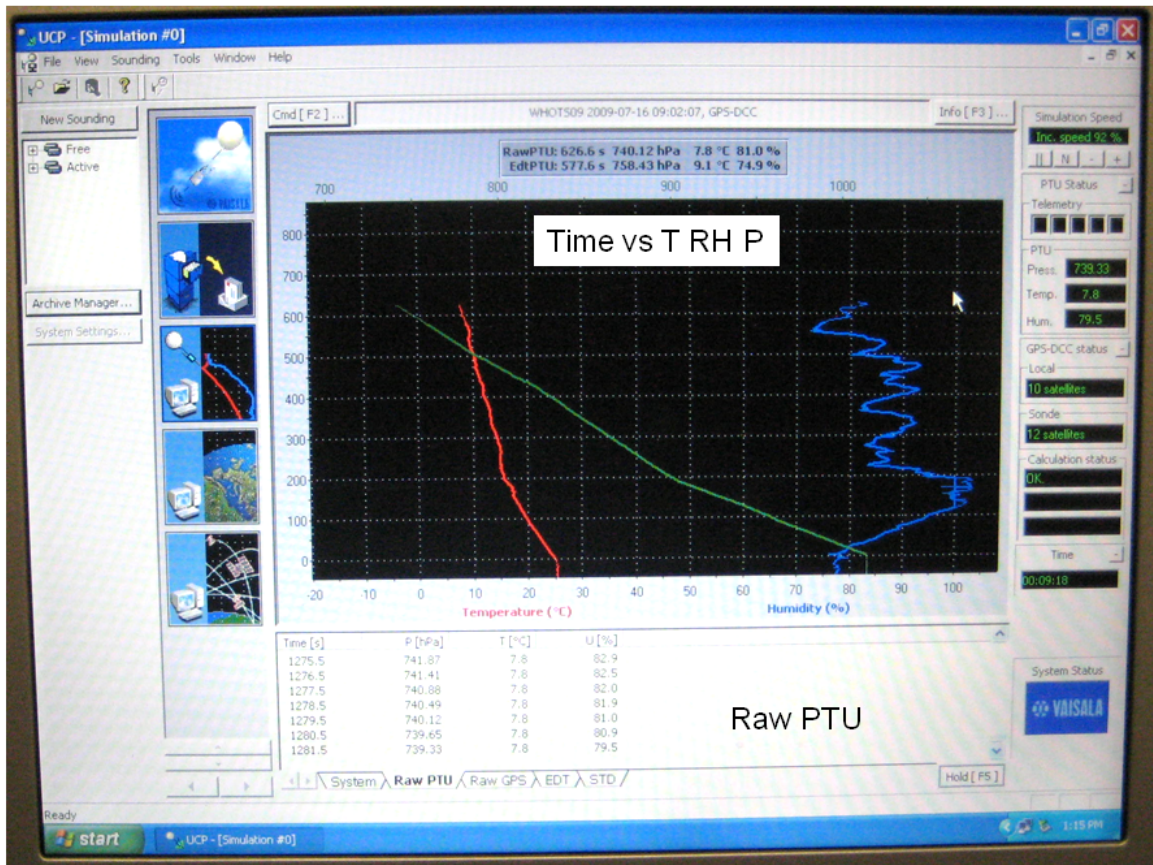 UCP - [Simulation #0]
File View Sounding Tools Window Help
New Sounding
Free
Active
Archive Manager...
System Settings...
Cmd [ F2 ] ...
WHOTS09 2009-07-16 09:02:07, GPS-DCC
Info [ F3 ] ...
RawPTU: 626.6 s 740.12 hPa 7.8 °C 81.0 %
EdtPTU: 577.6 s 758.43 hPa 9.1 °C 74.9 %
700 800 900 1000
Time vs T RH P
800
700
600
500
400
300
200
100
0
-20 -10 0 10 20 30 40 50 60 70 80 90 100
Temperature (°C) Humidity (%)
Time [s] P [hPa] T [°C] U [%]
1275.5 741.87 7.8 82.9
1276.5 741.41 7.8 82.5
1277.5 740.88 7.8 82.0
1278.5 740.49 7.8 81.9
1279.5 740.12 7.8 81.0
1280.5 739.65 7.8 80.9
1281.5 739.33 7.8 79.5
Raw PTU
System Raw PTU Raw GPS EDT STD
Hold [ F5 ]
Simulation Speed
Inc. speed 92 %
|| N - +
PTU Status -
Telemetry
PTU
Press. 739.33
Temp. 7.8
Hum. 79.5
GPS-DCC status -
Local
10 satellites
Sonde
12 satellites
Calculation status
OK
Time -
00:09:18
System Status
VAISALA
Ready
start
UCP - [Simulation #0]
1:15 PM